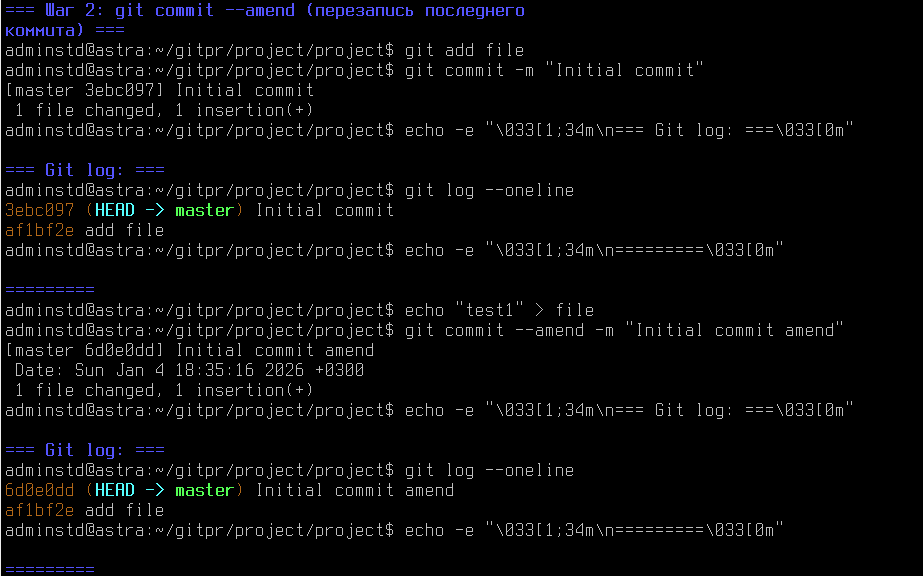 === Шаг 2: git commit --amend (перезапись последнего
коммита) ===
adminstd@astra:~/gitpr/project/project$ git add file
adminstd@astra:~/gitpr/project/project$ git commit -m "Initial commit"
[master 3ebc097] Initial commit
 1 file changed, 1 insertion(+)
adminstd@astra:~/gitpr/project/project$ echo -e "\033[1;34m\n=== Git log: ===\033[0m"

=== Git log: ===
adminstd@astra:~/gitpr/project/project$ git log --oneline
3ebc097 (HEAD -> master) Initial commit
af1bf2e add file
adminstd@astra:~/gitpr/project/project$ echo -e "\033[1;34m\n=========\033[0m"

=========
adminstd@astra:~/gitpr/project/project$ echo "test1" > file
adminstd@astra:~/gitpr/project/project$ git commit --amend -m "Initial commit amend"
[master 6d0e0dd] Initial commit amend
 Date: Sun Jan 4 18:35:16 2026 +0300
 1 file changed, 1 insertion(+)
adminstd@astra:~/gitpr/project/project$ echo -e "\033[1;34m\n=== Git log: ===\033[0m"

=== Git log: ===
adminstd@astra:~/gitpr/project/project$ git log --oneline
6d0e0dd (HEAD -> master) Initial commit amend
af1bf2e add file
adminstd@astra:~/gitpr/project/project$ echo -e "\033[1;34m\n=========\033[0m"

=========